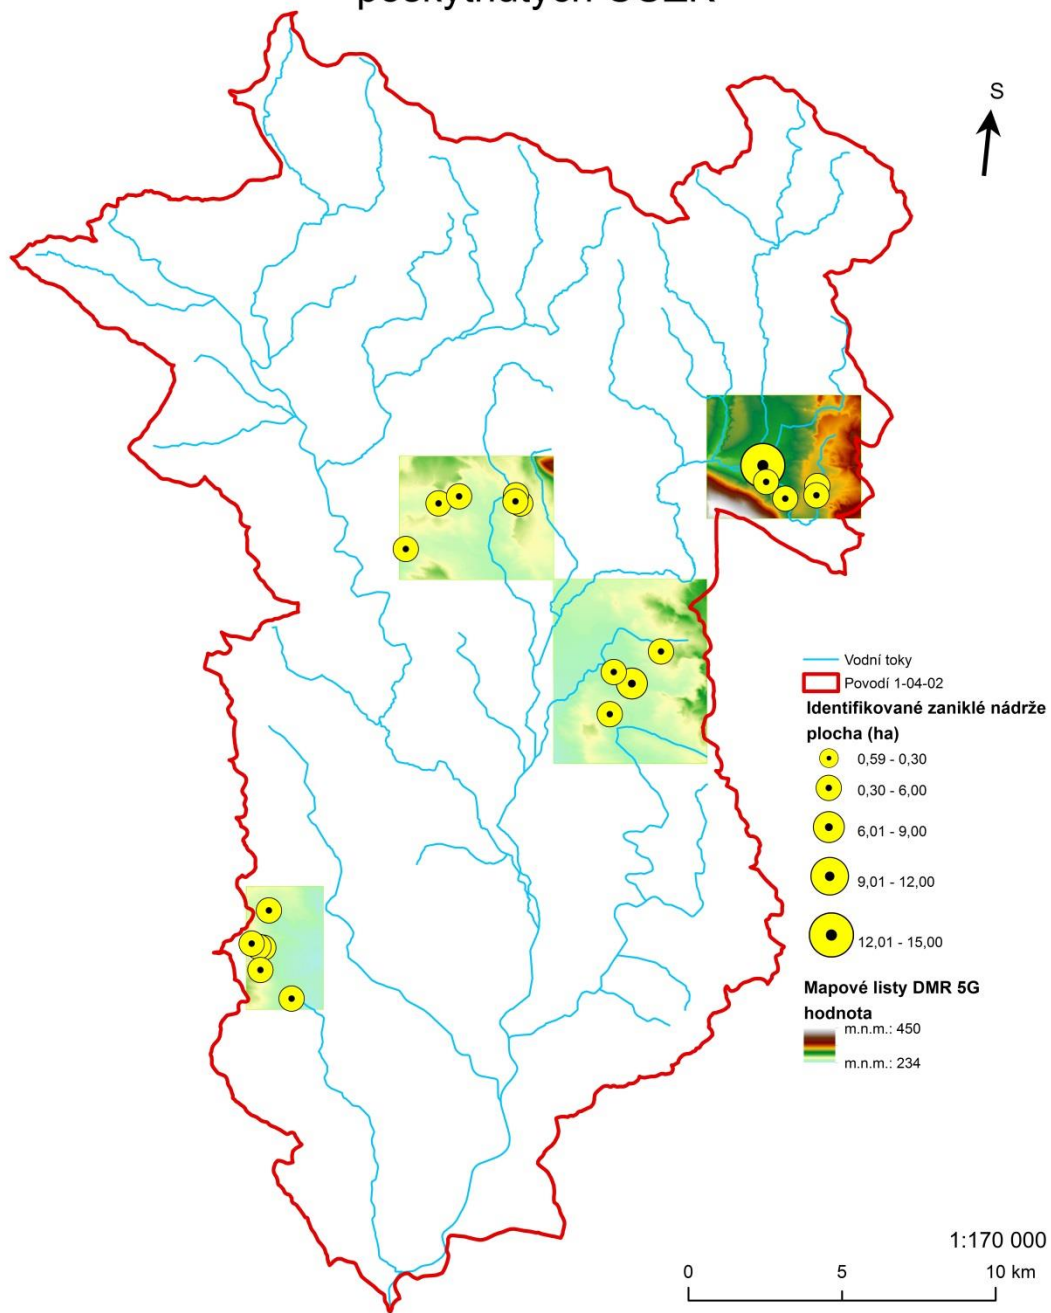 S
Vodní toky
Povodí 1-04-02
Identifikované zaniklé nádrže
plocha (ha)
0,59 - 0,30
0,30 - 6,00
6,01 - 9,00
9,01 - 12,00
12,01 - 15,00
Mapové listy DMR 5G
hodnota
m.n.m.: 450
m.n.m.: 234
1:170 000
0 5 10 km